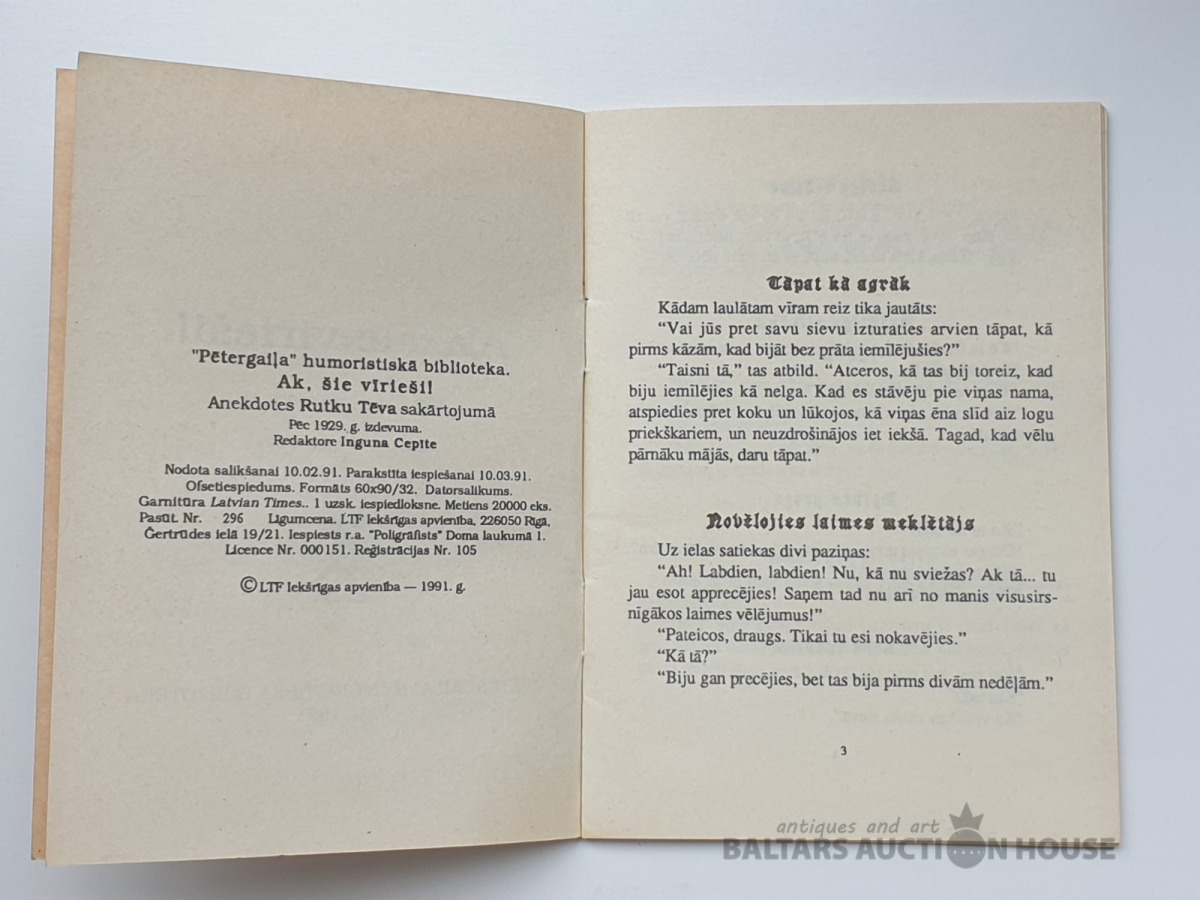 "Pētergaiļa" humoristiskā biblioteka.
Ak, šie vīrieši!
Anekdotes Rutku Tēva sakārtojumā
Pēc 1929. g. izdevuma.
Redaktore Inguna Cepīte
Nodota salikšanai 10.02.91. Parakstīta iespiešanai 10.03.91.
Ofsetiespiedums. Formāts 60x90/32. Datorsalikums.
Garnitūra Latvian Times.. 1 uzsk. iespiedloksne. Metiens 20000 eks.
Pasūt. Nr. 296 Līgumcena. LTF Iekšrīgas apvienība, 226050 Rīgā,
Ģertrūdes ielā 19/21. Iespiests r.a. "Poligrāfists" Doma laukumā 1.
Licence Nr. 000151. Reģistrācijas Nr. 105
© LTF Iekšrīgas apvienība — 1991. g.
Tāpat kā agrāk
Kādam laulātam vīram reiz tika jautāts:
“Vai jūs pret savu sievu izturaties arvien tāpat, kā
pirms kāzām, kad bijāt bez prāta iemīlējušies?”
“Taisni tā,” tas atbild. “Atceros, kā tas bij toreiz, kad
biju iemīlējies kā nelga. Kad es stāvēju pie viņas nama,
atspiedies pret koku un lūkojos, kā viņas ēna slīd aiz logu
priekškariem, un neuzdrošinājos iet iekšā. Tagad, kad vēlu
pārnāku mājās, daru tāpat.”
Novēlojies laimes meklētājs
Uz ielas satiekas divi paziņas:
“Ah! Labdien, labdien! Nu, kā nu sviežas? Ak tā... tu
jau esot apprecējies! Saņem tad nu arī no manis visusirs-
nīgākos laimes vēlējumus!”
“Pateicos, draugs. Tikai tu esi nokavējies.”
“Kā tā?”
“Biju gan precējies, bet tas bija pirms divām nedēļām.”
3
antiques and art
BALTARS AUCTION HOUSE